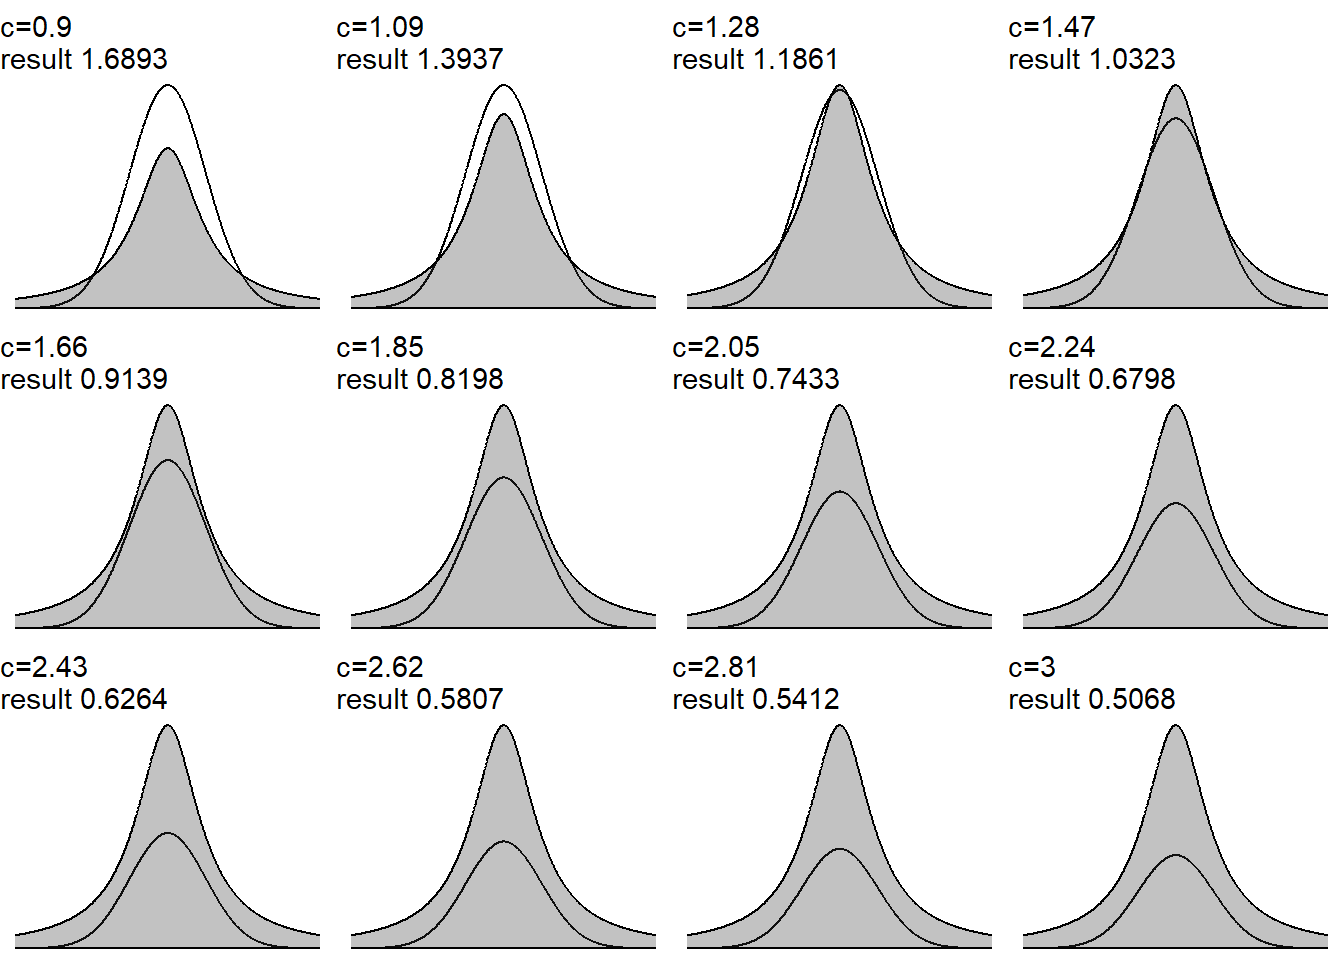 c=0.9
result 1.6893
c=1.09
result 1.3937
c=1.28
result 1.1861
c=1.47
result 1.0323
c=1.66
result 0.9139
c=1.85
result 0.8198
c=2.05
result 0.7433
c=2.24
result 0.6798
c=2.43
result 0.6264
c=2.62
result 0.5807
c=2.81
result 0.5412
c=3
result 0.5068